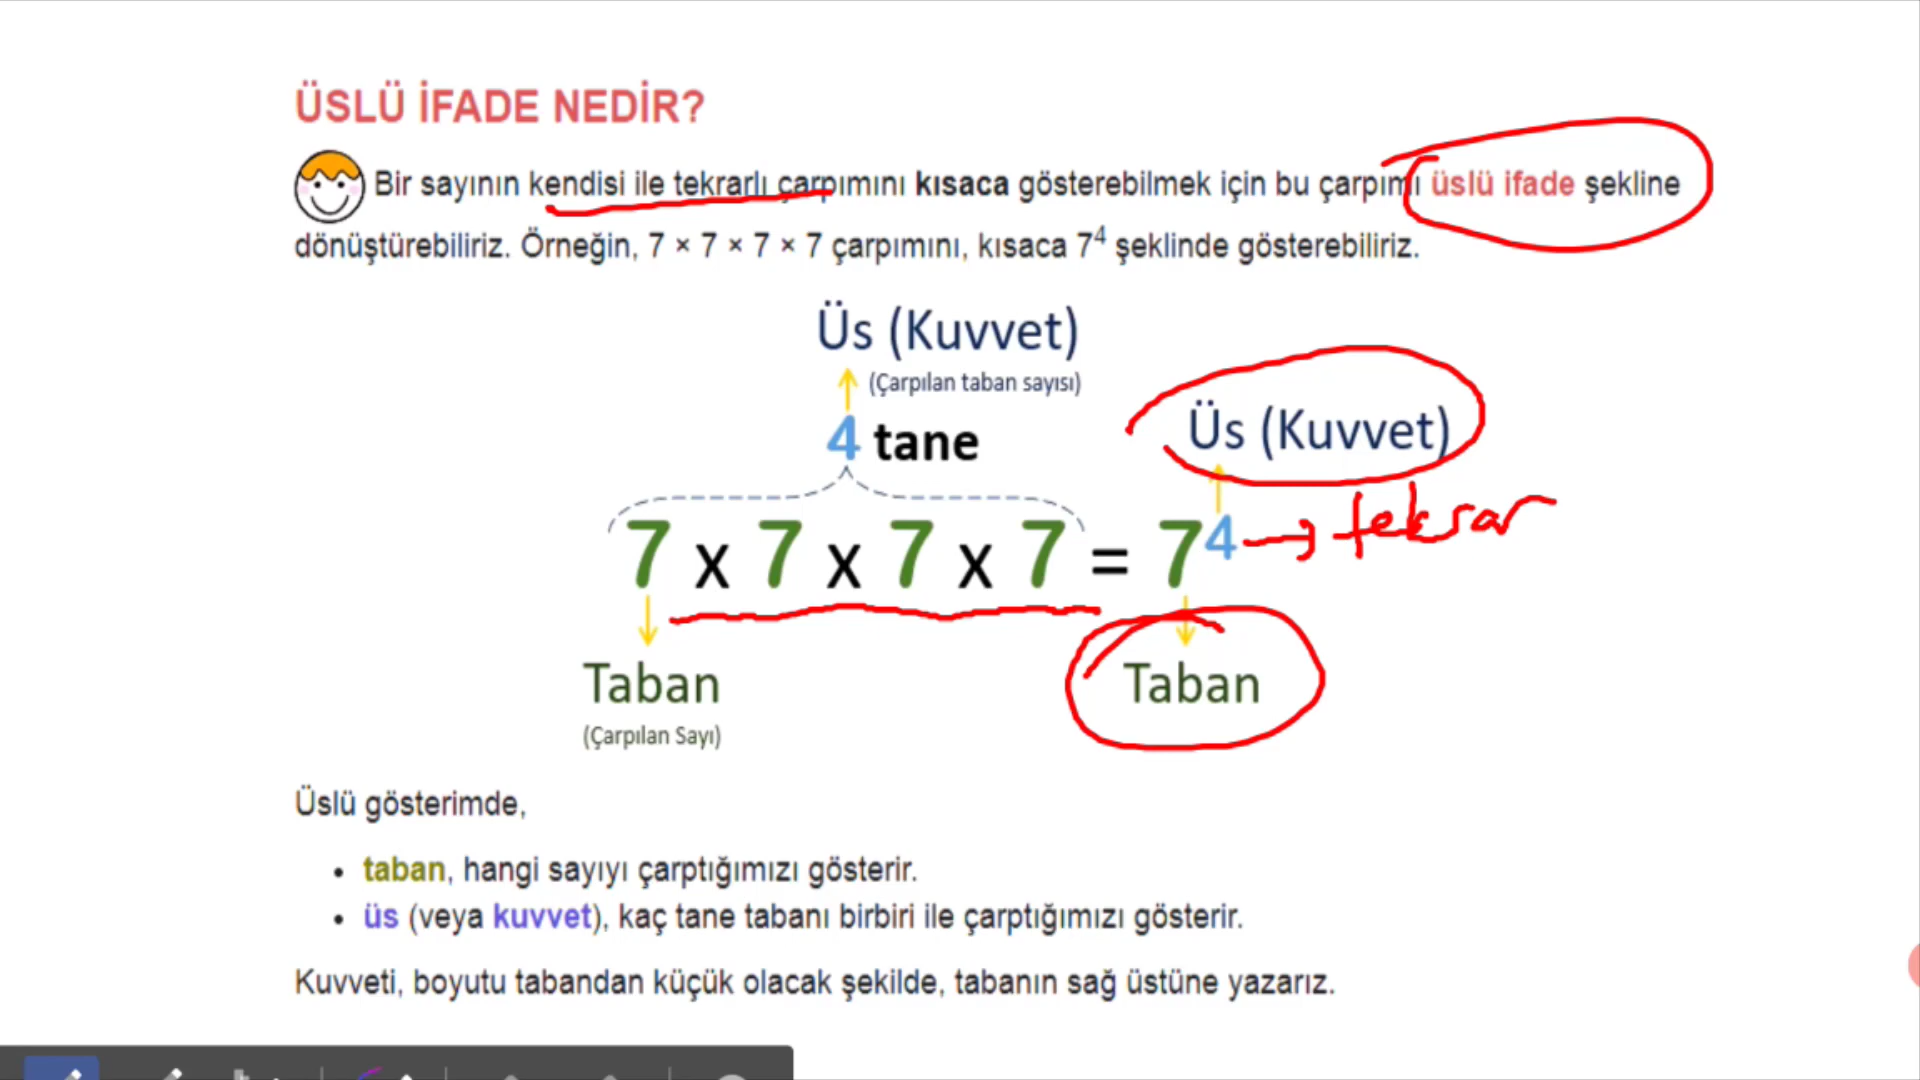 ÜSLÜ İFADE NEDİR?
Bir sayının kendisi ile tekrarlı çarpımını kısaca gösterebilmek için bu çarpımı üslü ifade şekline
dönüştürebiliriz. Örneğin, 7 × 7 × 7 × 7 çarpımını, kısaca 7⁴ şeklinde gösterebiliriz.
Üs (Kuvvet)
(Çarpılan taban sayısı)
4 tane
Üs (Kuvvet)
7 x 7 x 7 x 7 = 7⁴ → tekrar
Taban
(Çarpılan Sayı)
Taban
Üslü gösterimde,
• taban, hangi sayıyı çarptığımızı gösterir.
• üs (veya kuvvet), kaç tane tabanı birbiri ile çarptığımızı gösterir.
Kuvveti, boyutu tabandan küçük olacak şekilde, tabanın sağ üstüne yazarız.